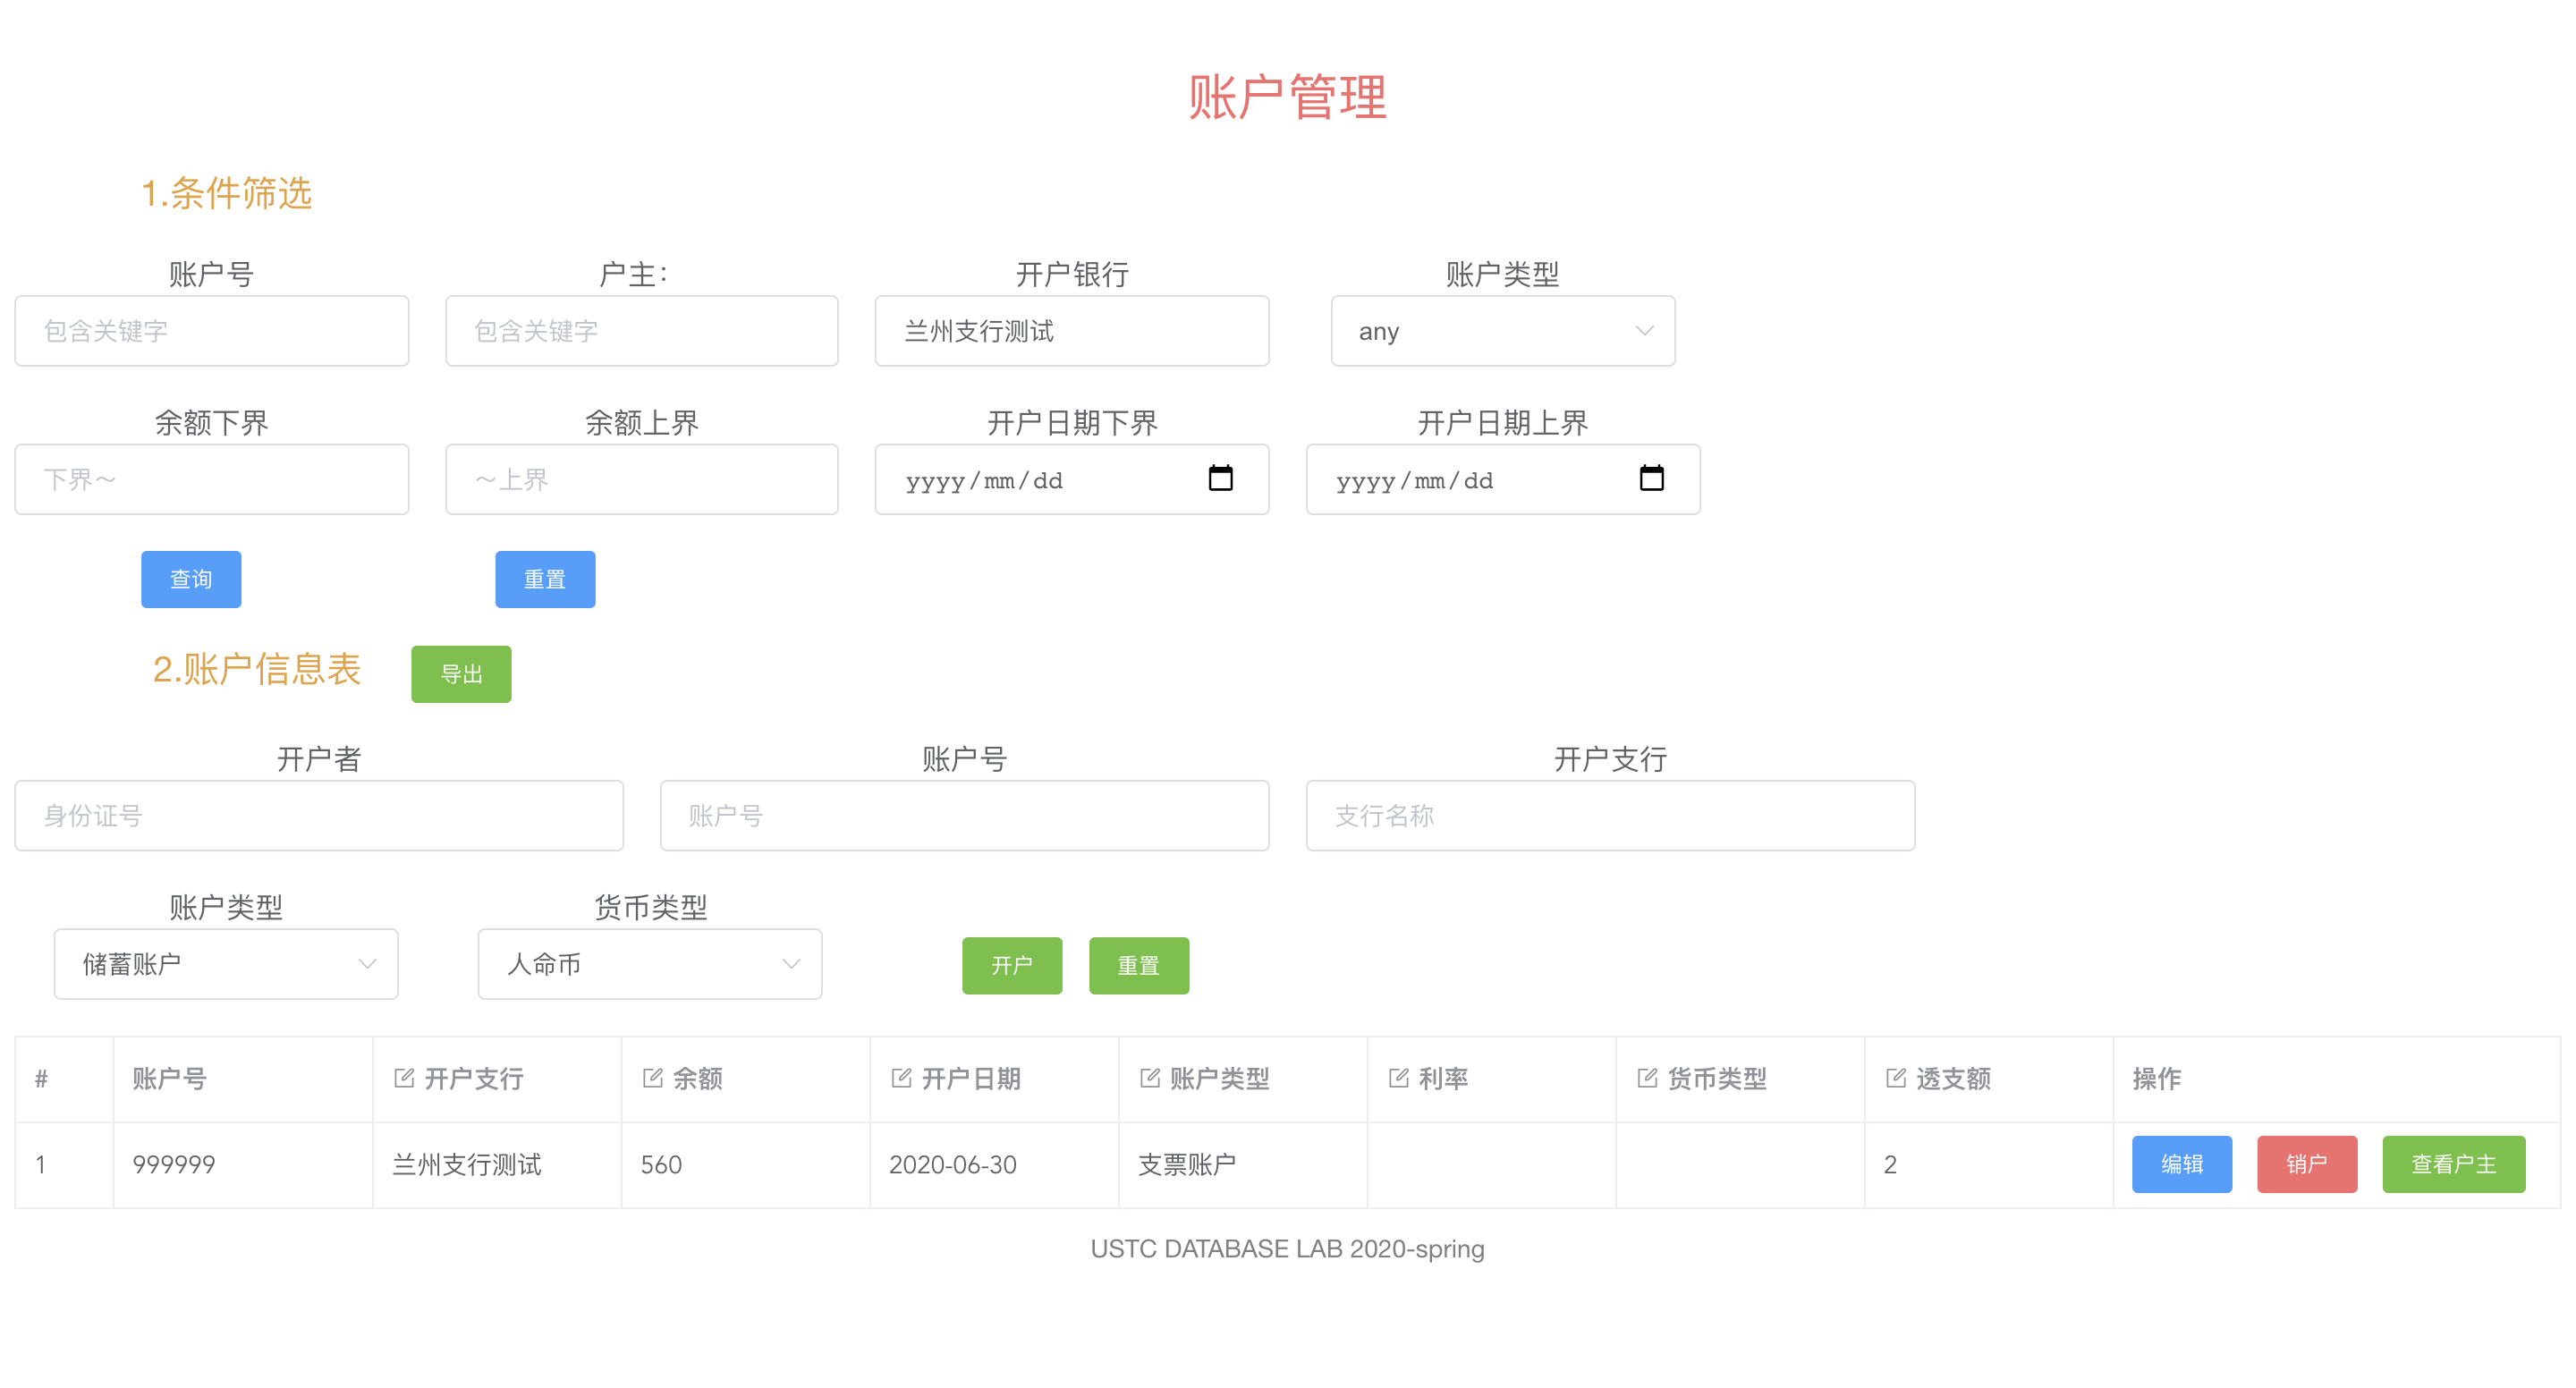 账户管理
1.条件筛选
账户号 户主： 开户银行 账户类型
包含关键字 包含关键字 兰州支行测试 any
余额下界 余额上界 开户日期下界 开户日期上界
下界～ ～上界 yyyy/mm/dd yyyy/mm/dd
查询 重置
2.账户信息表 导出
开户者 账户号 开户支行
身份证号 账户号 支行名称
账户类型 货币类型
储蓄账户 人命币 开户 重置
# 账户号 开户支行 余额 开户日期 账户类型 利率 货币类型 透支额 操作
1 999999 兰州支行测试 560 2020-06-30 支票账户 2 编辑 销户 查看户主
USTC DATABASE LAB 2020-spring